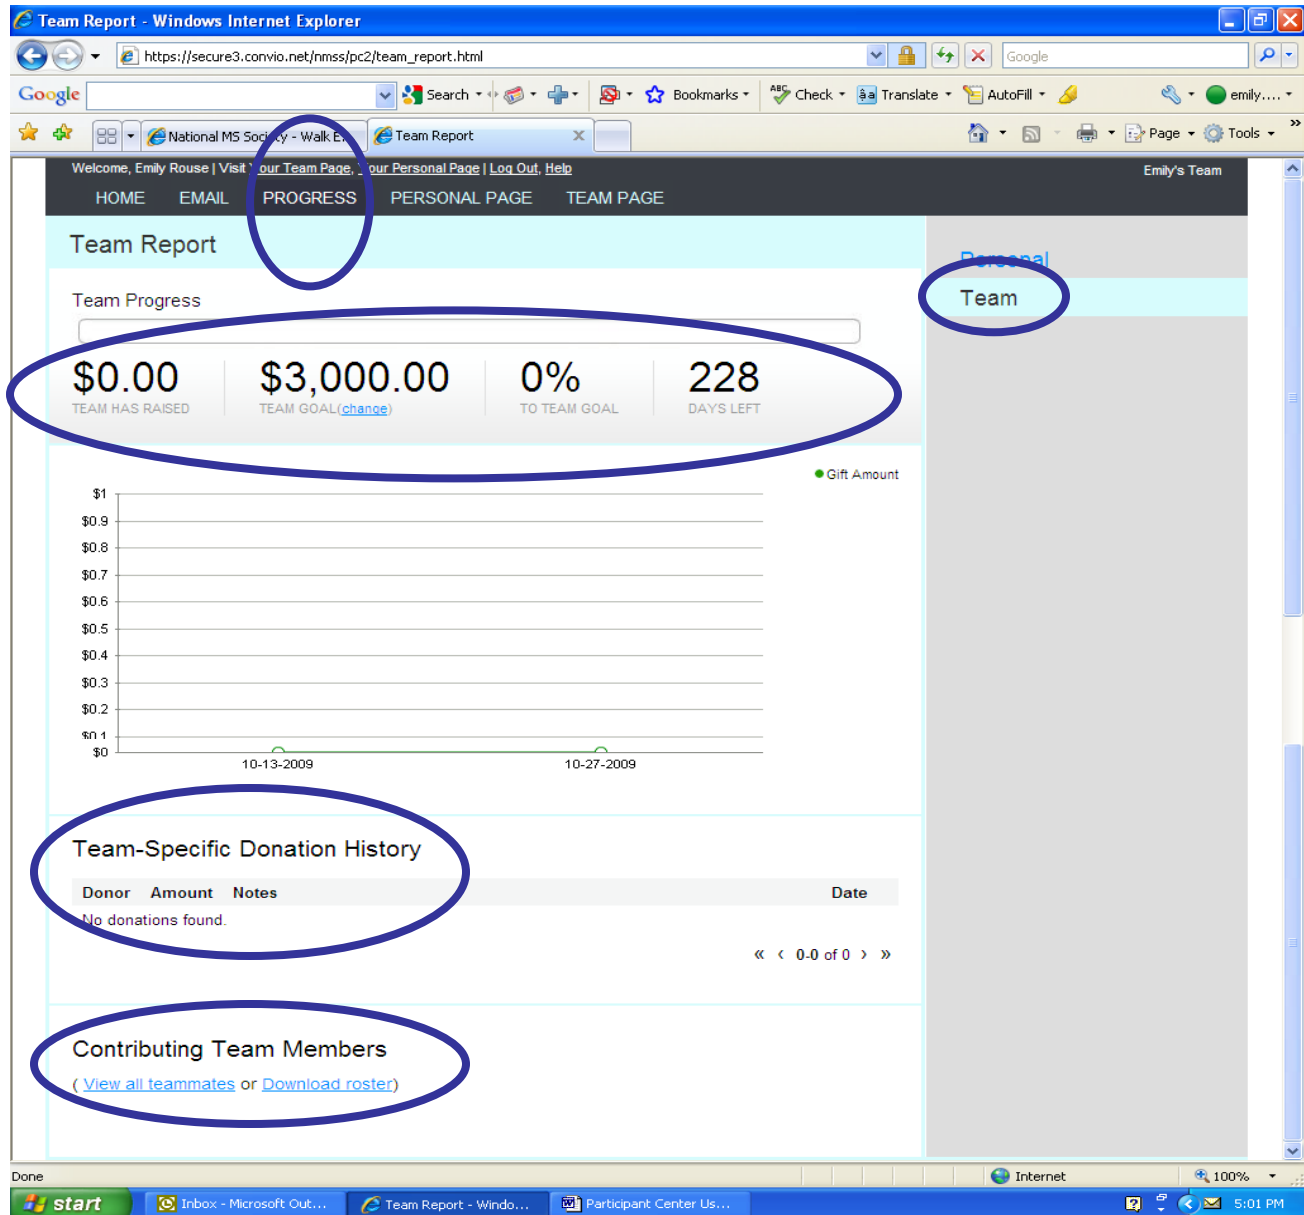 Team Report - Windows Internet Explorer
https://secure3.convio.net/nmss/pc2/team_report.html
Google
Google
Search
Bookmarks
ABC Check
Translate
AutoFill
emily....
National MS Society - Walk E...
Team Report
Page
Tools
Welcome, Emily Rouse | Visit Your Team Page, Your Personal Page | Log Out, Help
Emily's Team
HOME EMAIL PROGRESS PERSONAL PAGE TEAM PAGE
Team Report
Personal
Team
Team Progress
$0.00 $3,000.00 0% 228
TEAM HAS RAISED TEAM GOAL(change) TO TEAM GOAL DAYS LEFT
Gift Amount
$1
$0.9
$0.8
$0.7
$0.6
$0.5
$0.4
$0.3
$0.2
$0.1
$0
10-13-2009 10-27-2009
Team-Specific Donation History
Donor Amount Notes Date
No donations found.
« ‹ 0-0 of 0 › »
Contributing Team Members
( View all teammates or Download roster)
Done
Internet
100%
start
Inbox - Microsoft Out...
Team Report - Windo...
Participant Center Us...
5:01 PM